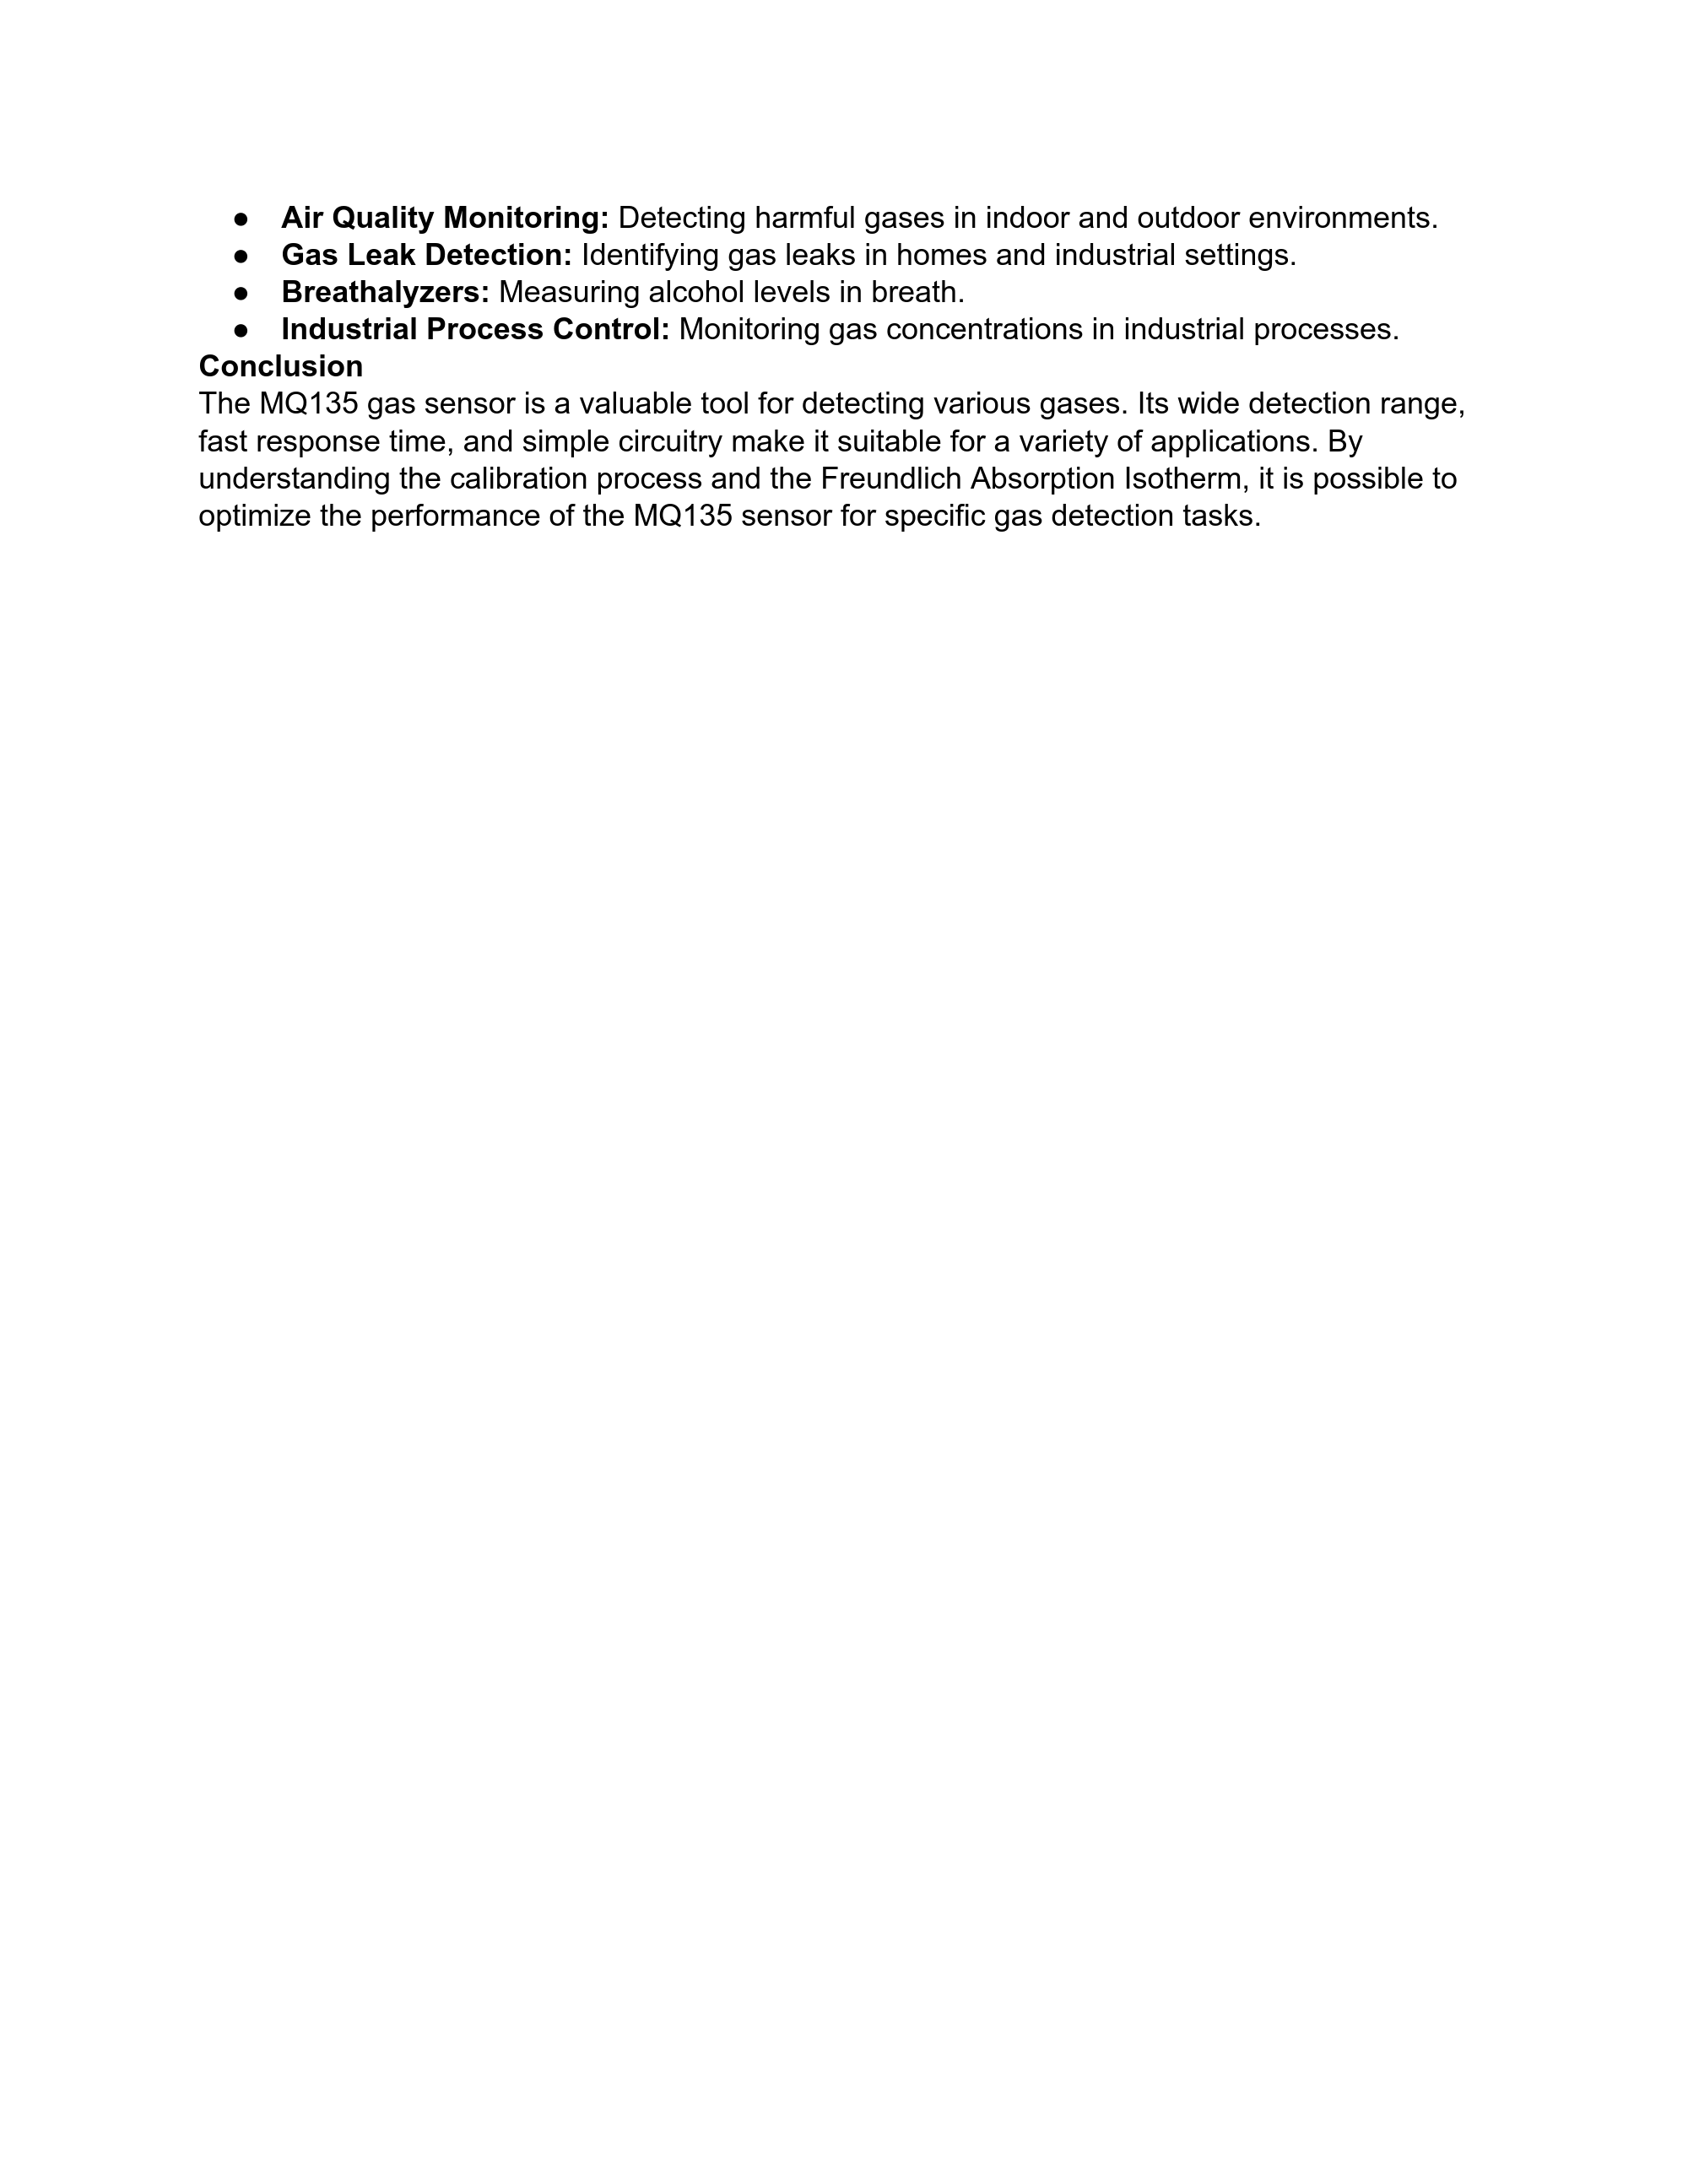 ● Air Quality Monitoring: Detecting harmful gases in indoor and outdoor environments.
● Gas Leak Detection: Identifying gas leaks in homes and industrial settings.
● Breathalyzers: Measuring alcohol levels in breath.
● Industrial Process Control: Monitoring gas concentrations in industrial processes.
Conclusion
The MQ135 gas sensor is a valuable tool for detecting various gases. Its wide detection range,
fast response time, and simple circuitry make it suitable for a variety of applications. By
understanding the calibration process and the Freundlich Absorption Isotherm, it is possible to
optimize the performance of the MQ135 sensor for specific gas detection tasks.